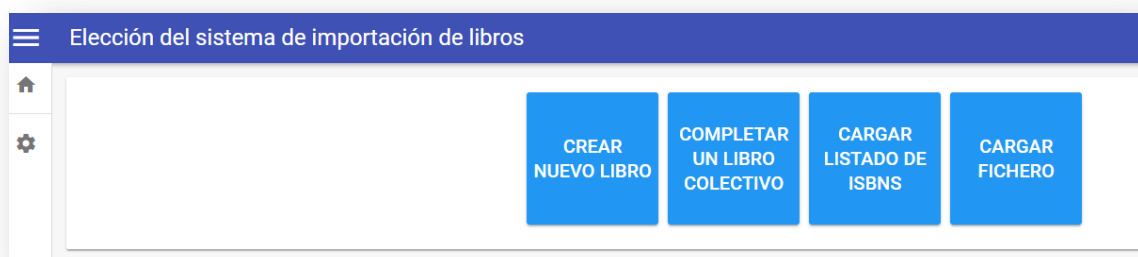 Elección del sistema de importación de libros
CREAR
NUEVO LIBRO
COMPLETAR
UN LIBRO
COLECTIVO
CARGAR
LISTADO DE
ISBNS
CARGAR
FICHERO